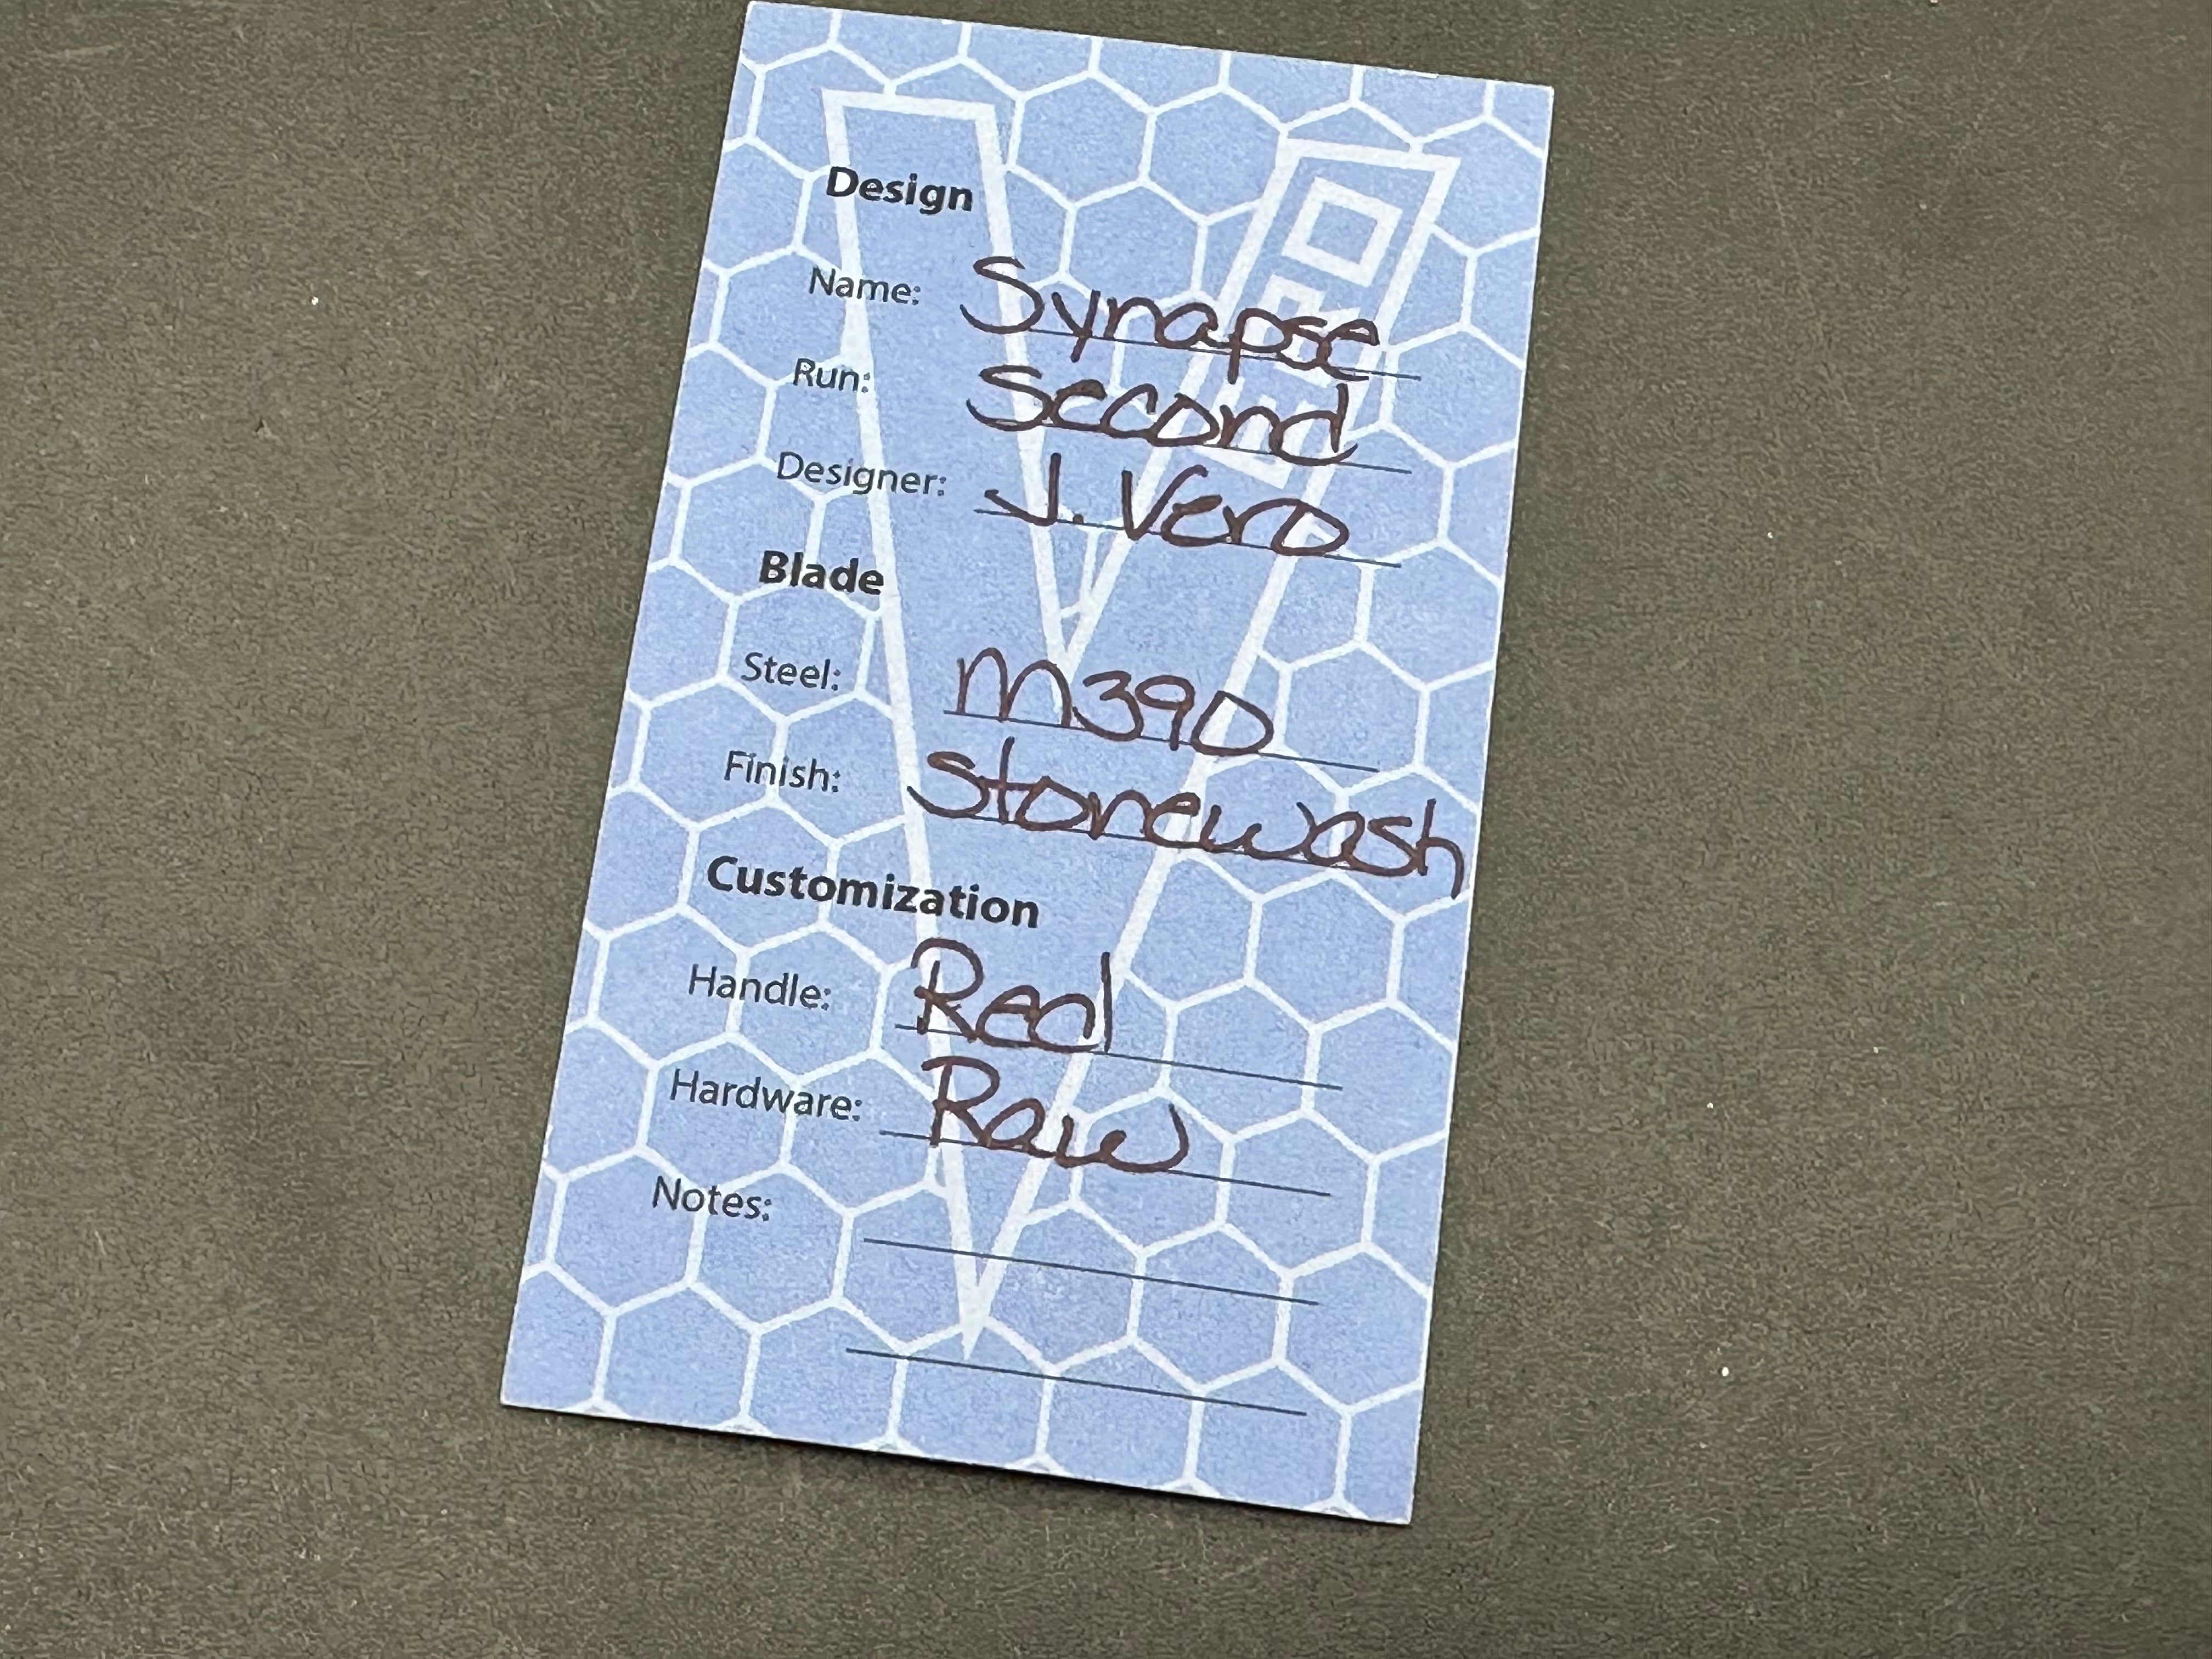 Design
Name: Synapse
Run: Second
Designer: J. Vero
Blade
Steel: M390
Finish: Stonewash
Customization
Handle: Red
Hardware: Raw
Notes: